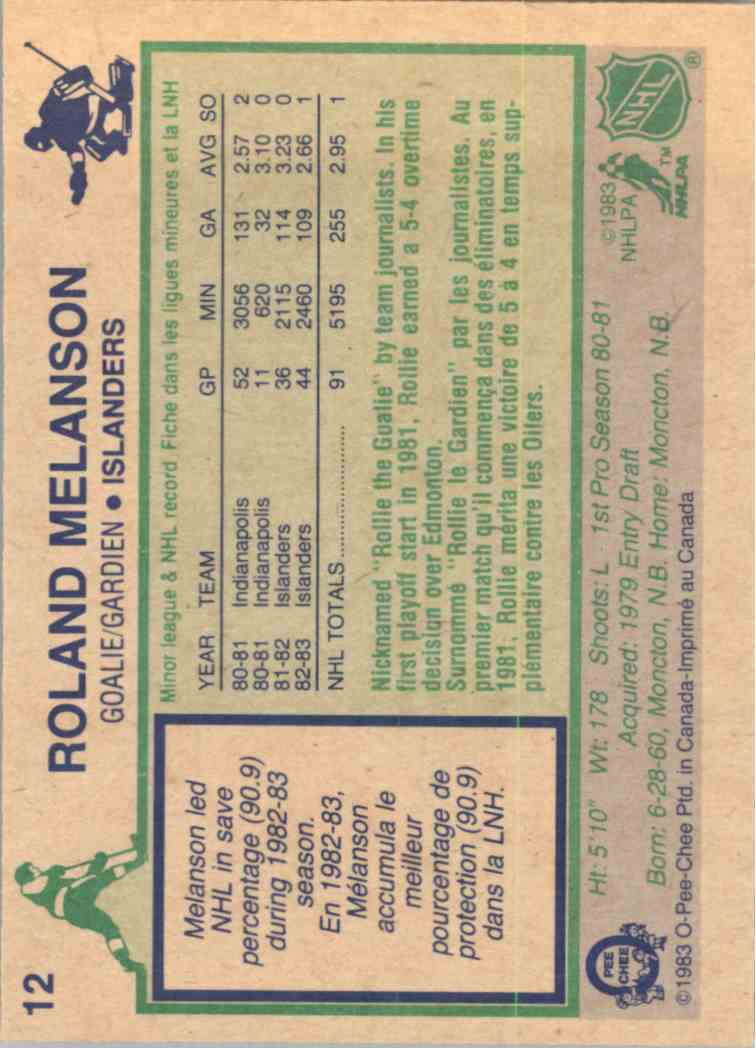 12
ROLAND MELANSON
GOALIE/GARDIEN • ISLANDERS
Melanson led
NHL in save
percentage (90.9)
during 1982-83
season.
En 1982-83,
Mélanson
accumula le
meilleur
pourcentage de
protection (90.9)
dans la LNH.
Minor league & NHL record Fiche dans les ligues mineures et la LNH
YEAR TEAM GP MIN GA AVG SO
80-81 Indianapolis 52 3056 131 2.57 2
80-81 Indianapolis 11 620 32 3.10 0
81-82 Islanders 36 2115 114 3.23 0
82-83 Islanders 44 2460 109 2.66 1
NHL TOTALS.................... 91 5195 255 2.95 1
Nicknamed "Rollie the Goalie" by team journalists. In his
first playoff start in 1981, Rollie earned a 5-4 overtime
decision over Edmonton.
Surnommé "Rollie le Gardien" par les journalistes. Au
premier match qu'il commença dans des éliminatoires, en
1981, Rollie mérita une victoire de 5 à 4 en temps sup-
plémentaire contre les Oilers.
Ht: 5'10" Wt: 178 Shoots: L 1st Pro Season 80-81
Acquired: 1979 Entry Draft
Born: 6-28-60, Moncton, N.B. Home: Moncton, N.B.
©1983 O-Pee-Chee Ptd. in Canada-Imprimé au Canada
O
PEE
CHEE
©1983
NHLPA
TM
NHLPA
NHL
®